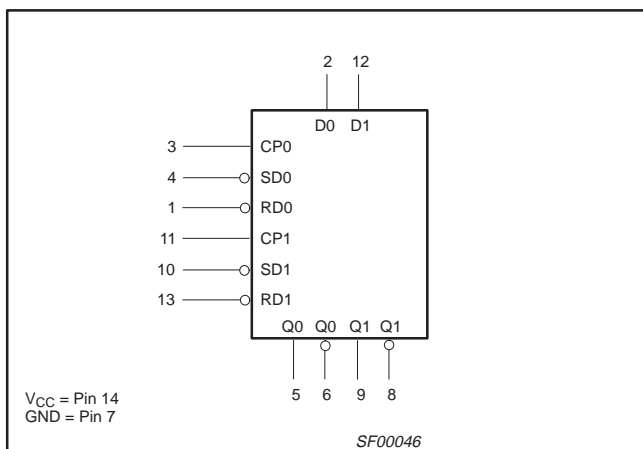 2 12
D0 D1
3 CP0
4 SD0
1 RD0
11 CP1
10 SD1
13 RD1
Q0 Q0 Q1 Q1
5 6 9 8
VCC = Pin 14
GND = Pin 7
SF00046